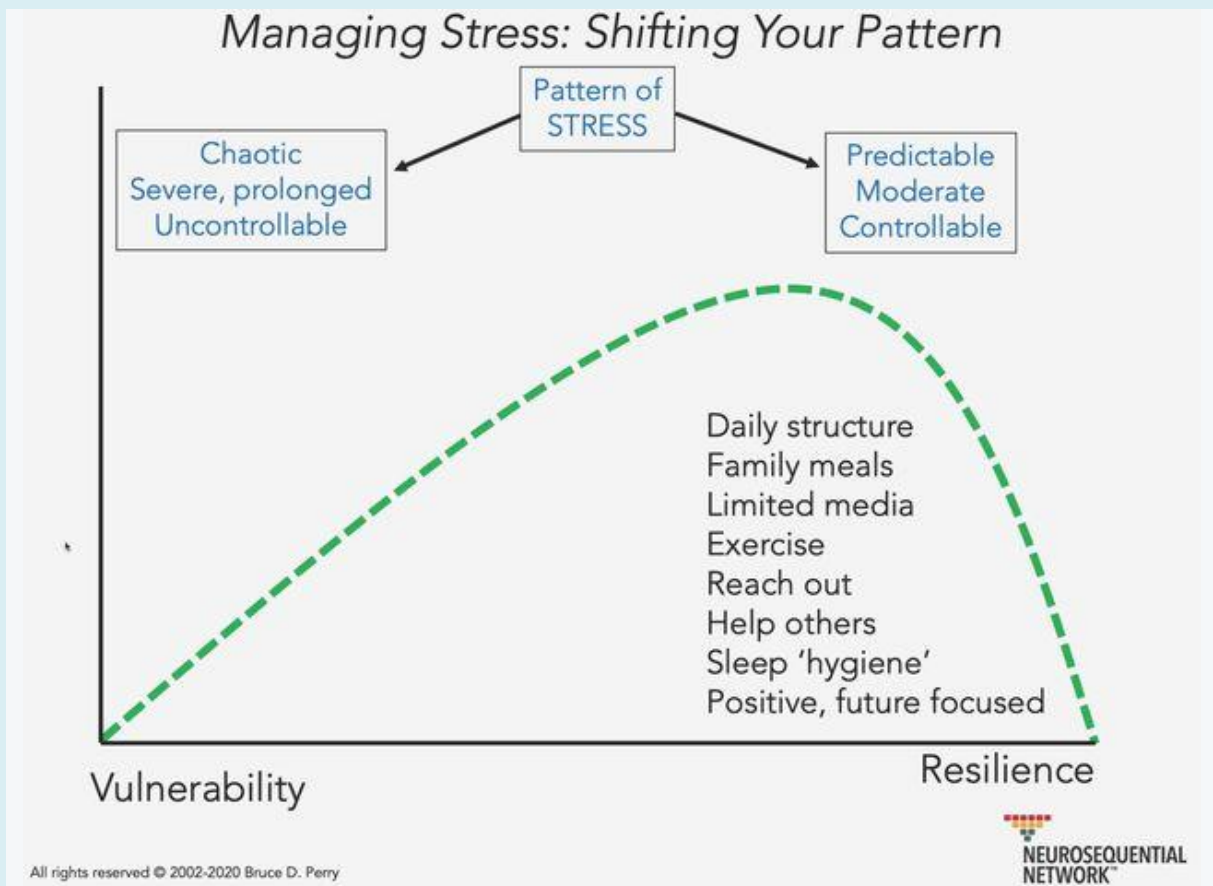 Managing Stress: Shifting Your Pattern
Pattern of
STRESS
Chaotic
Severe, prolonged
Uncontrollable
Predictable
Moderate
Controllable
Daily structure
Family meals
Limited media
Exercise
Reach out
Help others
Sleep ‘hygiene’
Positive, future focused
Vulnerability
Resilience
All rights reserved © 2002-2020 Bruce D. Perry
NEUROSEQUENTIAL
NETWORK™